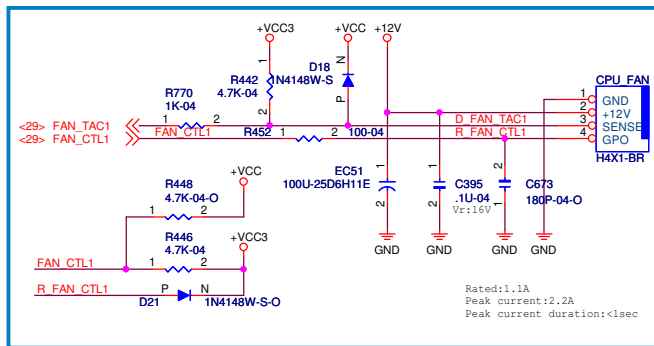 +VCC3
+VCC
+12V
1
N
D18
1N4148W-S
CPU_FAN
R770
1K-04
R442
4.7K-04
2
P
1
GND
2
+12V
<29> FAN_TAC1
1
2
D_FAN_TAC1
3
SENSE
<29> FAN_CTL1
FAN_CTL1
R452
1
2
100-04
R_FAN_CTL1
4
GPO
H4X1-BR
R448
4.7K-04-O
+VCC
EC51
100U-25D6H11E
1
2
1
2
C395
.1U-04
Vr:16V
2
1
C673
180P-04-O
1
2
R446
4.7K-04
+VCC3
GND
GND
GND
GND
FAN_CTL1
1
2
R_FAN_CTL1
P
N
D21
1N4148W-S-O
Rated:1.1A
Peak current:2.2A
Peak current duration:<1sec